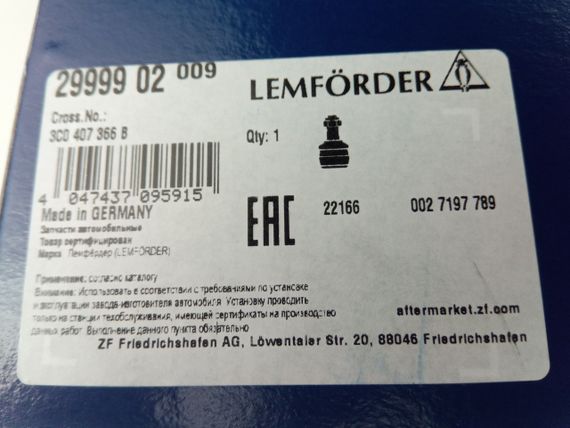 29999 02 009
LEMFÖRDER
Cross.No.:
3C0 407 366 B
Qty: 1
4 047437 095915
Made in GERMANY
Запчасти автомобильные
Товар сертифицирован
Марка Лемфёрдер (LEMFÖRDER)
EAC
22166
002 7197 789
Применение: согласно каталогу
Внимание: Использовать в соответствии с требованиями по установке
и эксплуатации завода-изготовителя автомобиля. Установку проводить
только на станции техобслуживания, имеющей сертификаты на производство
данных работ. Выполнение данного пункта обязательно
aftermarket.zf.com
ZF Friedrichshafen AG, Löwentaler Str. 20, 88046 Friedrichshafen